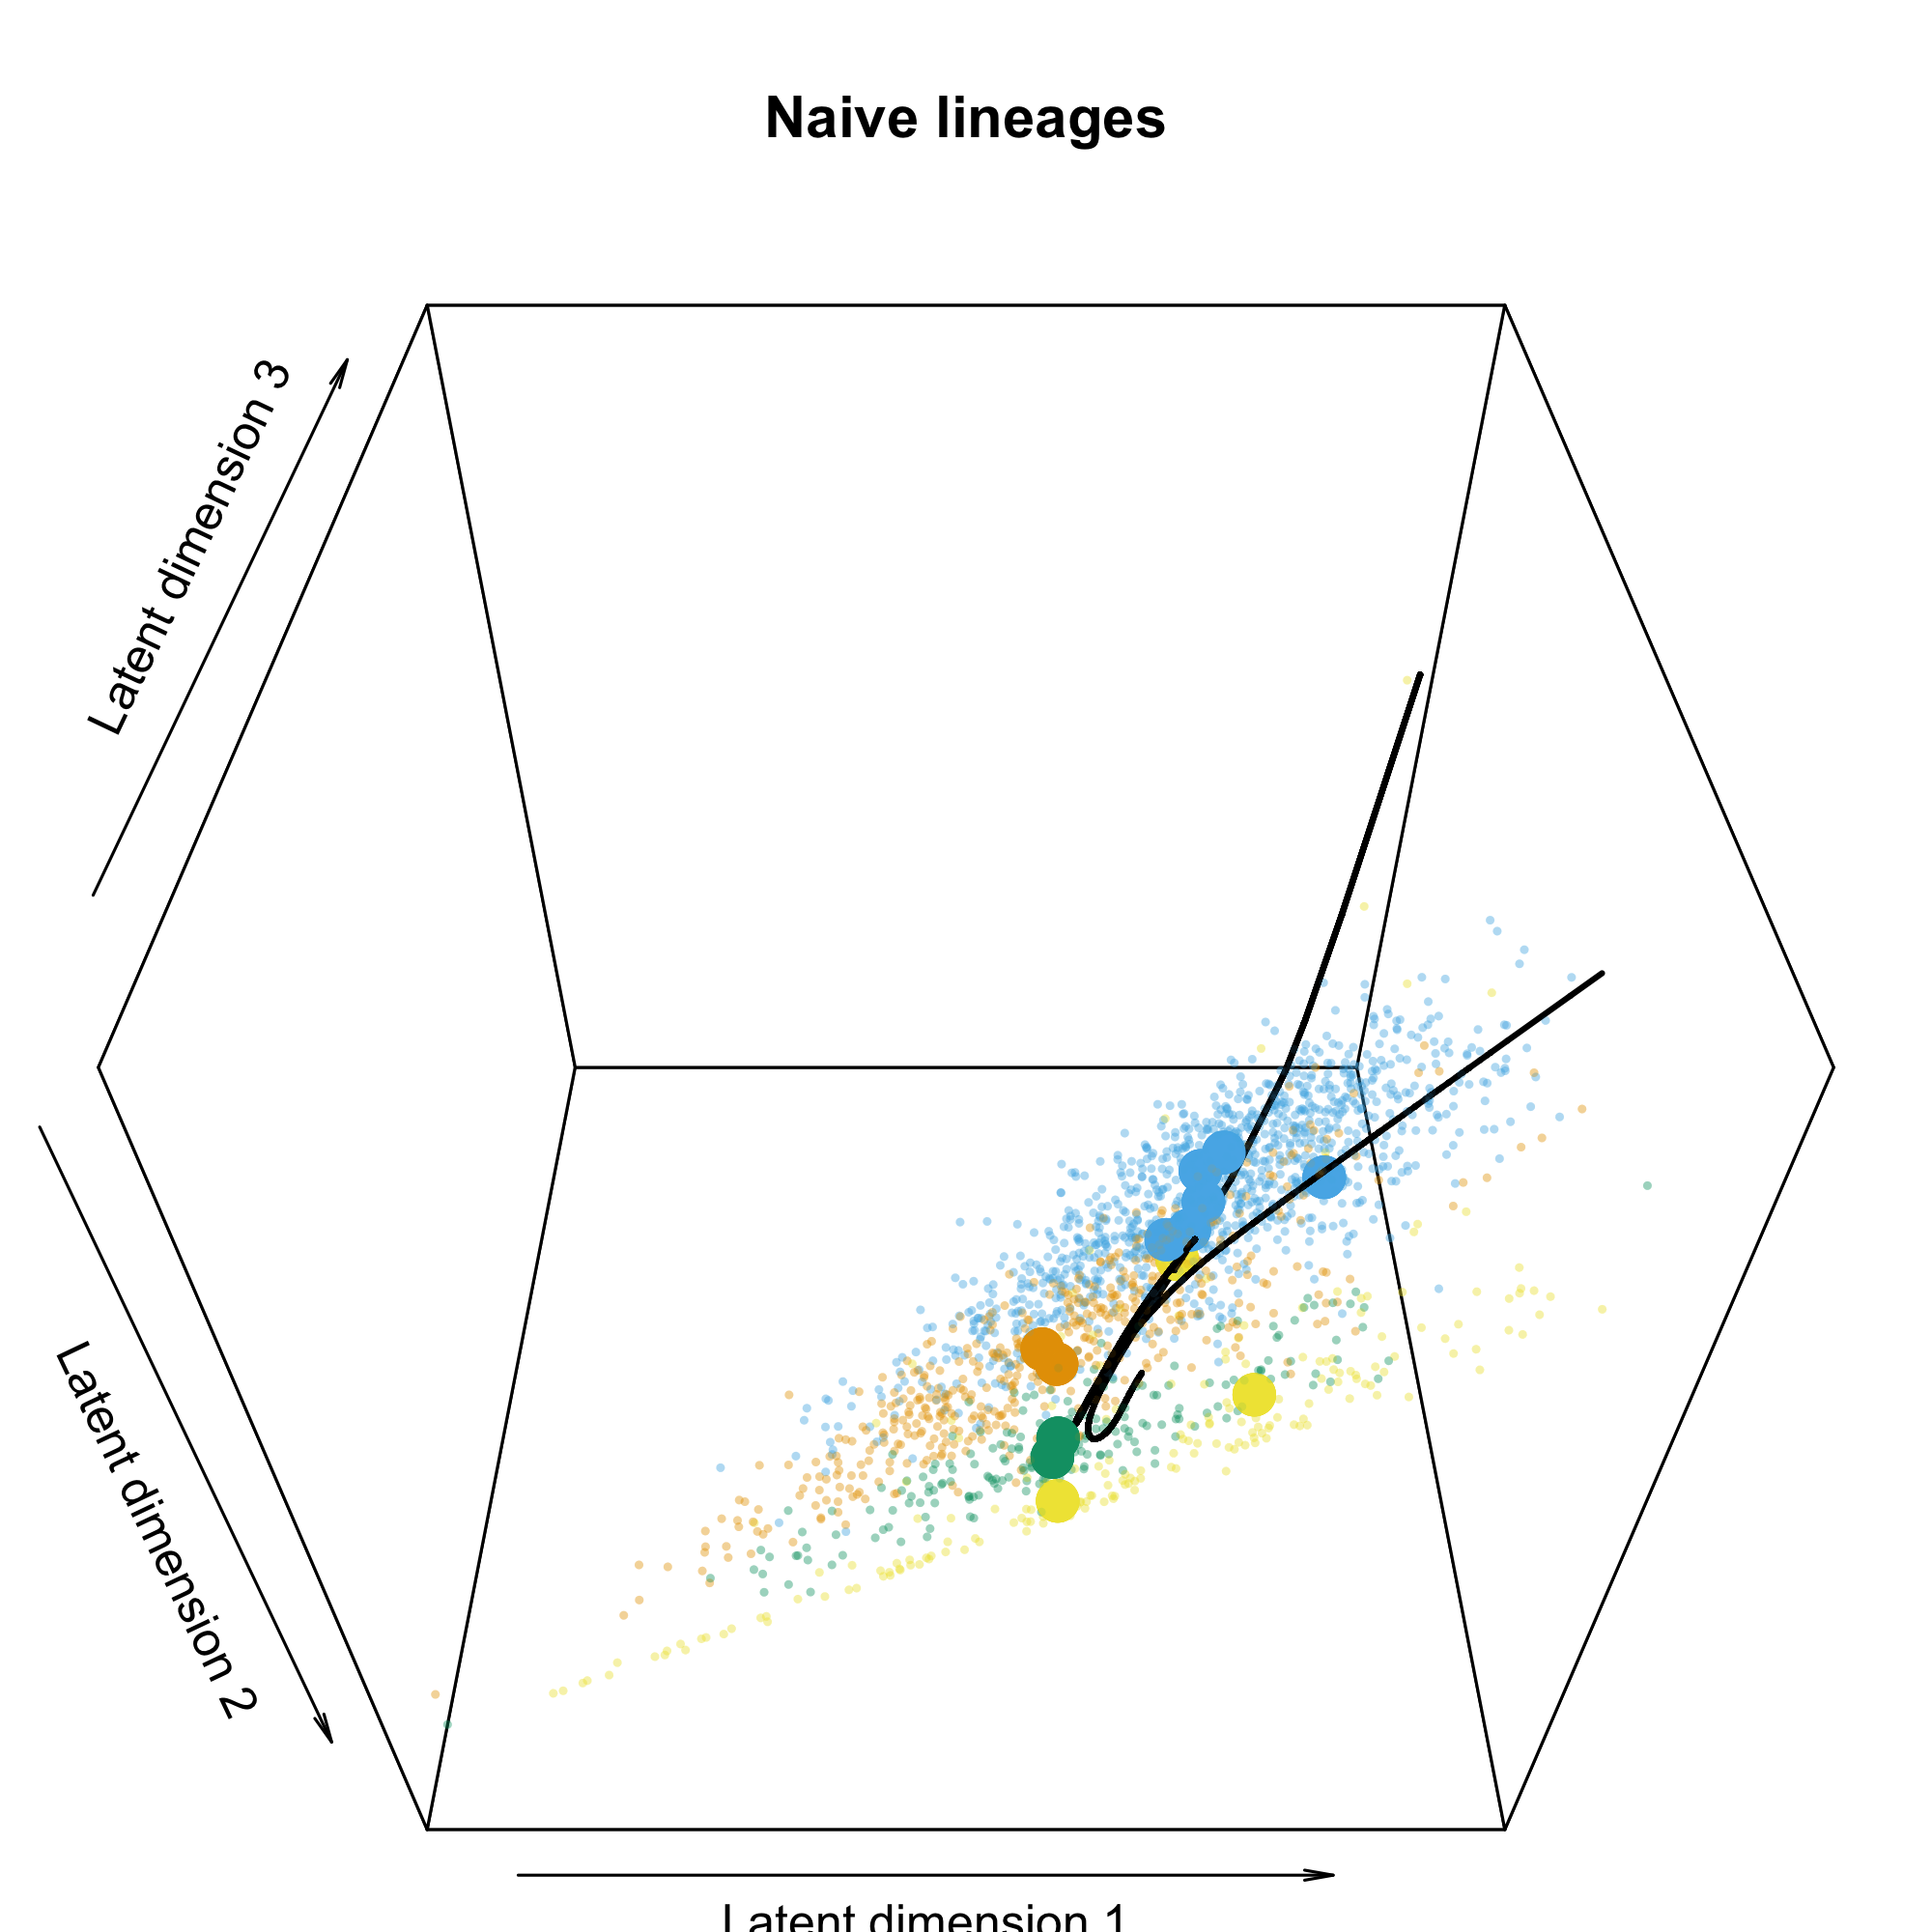 Naive lineages
Latent dimension 3
Latent dimension 2
Latent dimension 1